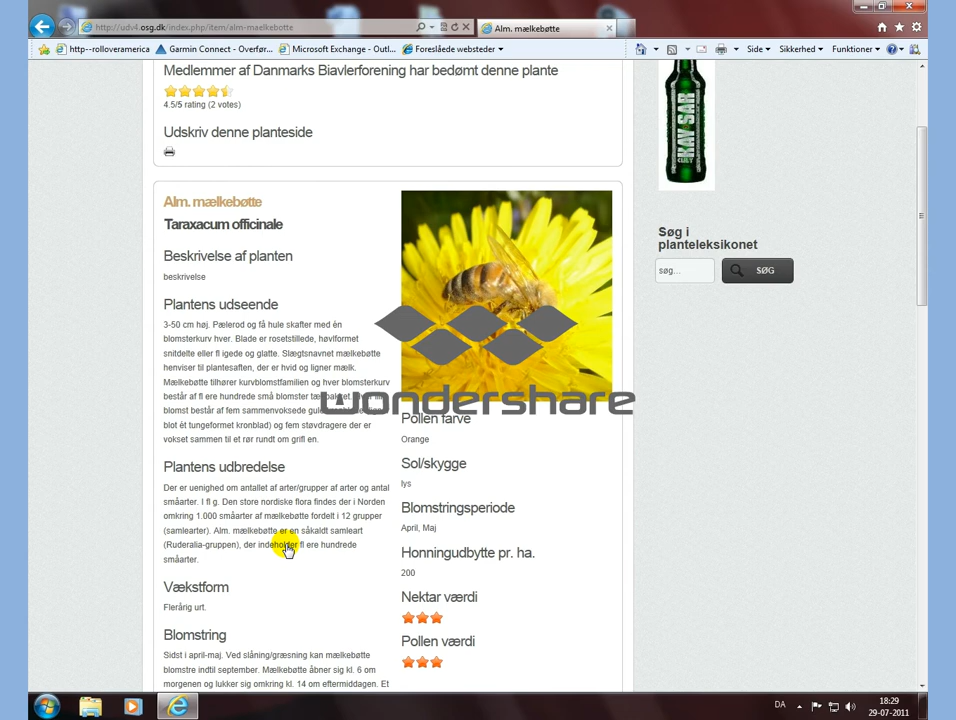 http://udv4.osg.dk/index.php/item/alm-maelkebotte
Alm. mælkebøtte
http--rolloveramerica
Garmin Connect - Overfør...
Microsoft Exchange - Outl...
Foreslåede websteder
Side
Sikkerhed
Funktioner
Medlemmer af Danmarks Biavlerforening har bedømt denne plante
4.5/5 rating (2 votes)
Udskriv denne planteside
KAY SAR
CULT
Søg i
planteleksikonet
søg...
SØG
Alm. mælkebøtte
Taraxacum officinale
Beskrivelse af planten
beskrivelse
Plantens udseende
3-50 cm høj. Pælerod og få hule skafter med én
blomsterkurv hver. Blade er rosetstillede, høvlformet
snitdelte eller fl igede og glatte. Slægtsnavnet mælkebøtte
henviser til plantesaften, der er hvid og ligner mælk.
Mælkebøtte tilhører kurvblomstfamilien og hver blomsterkurv
består af fl ere hundrede små blomster
blomst består af fem sammenvoksede
blot ét tungeformet kronblad) og fem støvdragere der er
vokset sammen til et rør rundt om grifl en.
wondershare
Plantens udbredelse
Der er uenighed om antallet af arter/grupper af arter og antal
småarter. I fl g. Den store nordiske flora findes der i Norden
omkring 1.000 småarter af mælkebøtte fordelt i 12 grupper
(samlearter). Alm. mælkebøtte er en såkaldt samleart
(Ruderalia-gruppen), der indeholder fl ere hundrede
småarter.
Vækstform
Flerårig urt.
Blomstring
Sidst i april-maj. Ved slåning/græsning kan mælkebøtte
blomstre indtil september. Mælkebøtte åbner sig kl. 6 om
morgenen og lukker sig omkring kl. 14 om eftermiddagen. Et
Pollen farve
Orange
Sol/skygge
lys
Blomstringsperiode
April, Maj
Honningudbytte pr. ha.
200
Nektar værdi
Pollen værdi
DA
18:29
29-07-2011